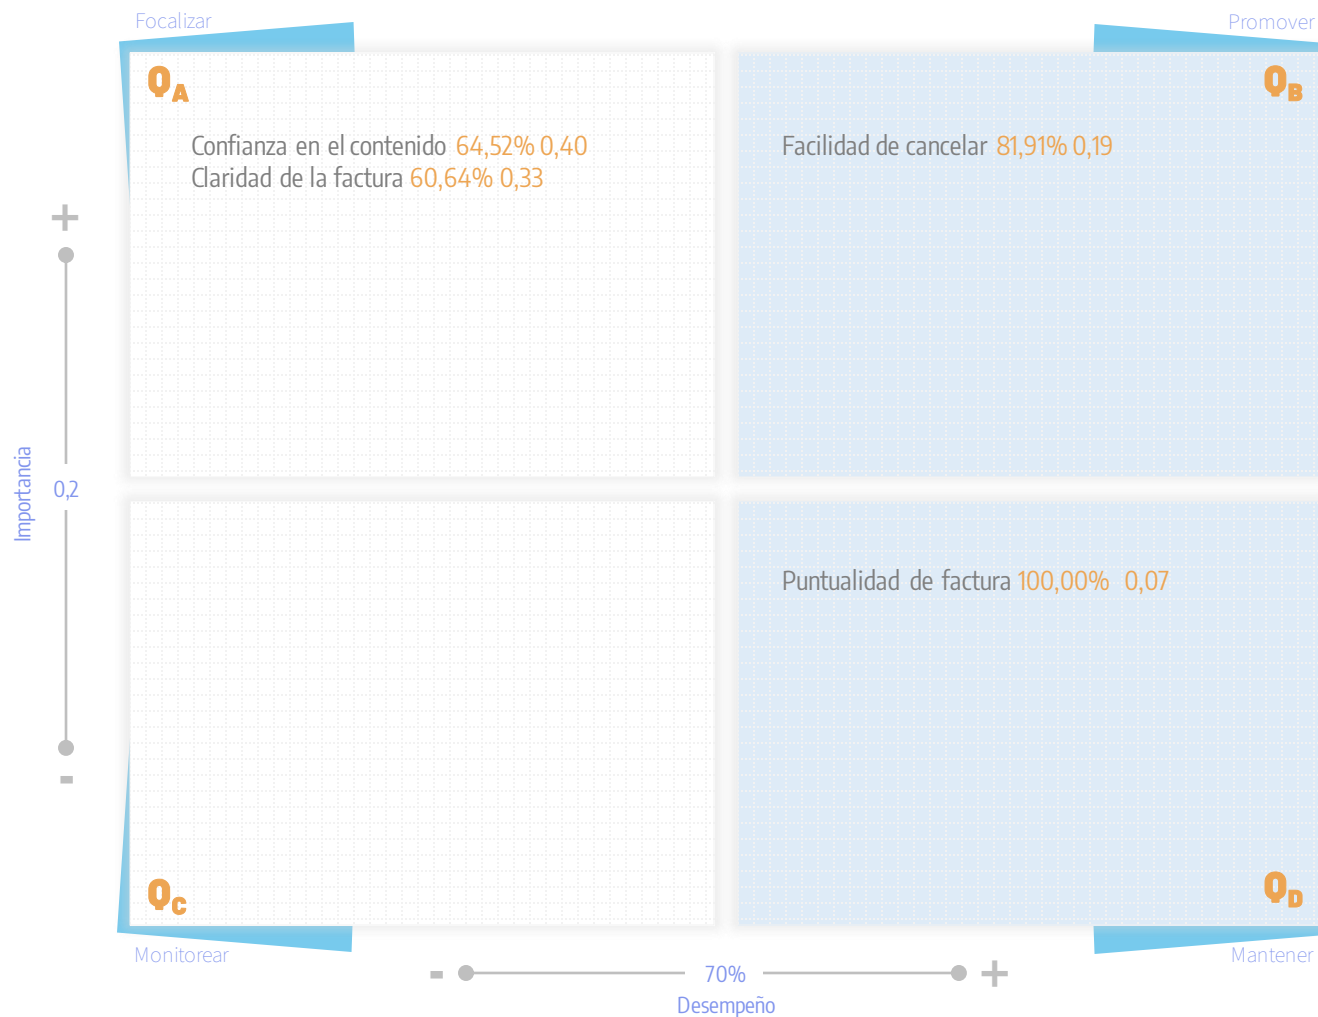 Focalizar
Promover
QA
QB
Confianza en el contenido 64,52% 0,40
Facilidad de cancelar 81,91% 0,19
Claridad de la factura 60,64% 0,33
+
Importancia
0,2
-
Puntualidad de factura 100,00% 0,07
QC
QD
Monitorear
Mantener
- 70% +
Desempeño